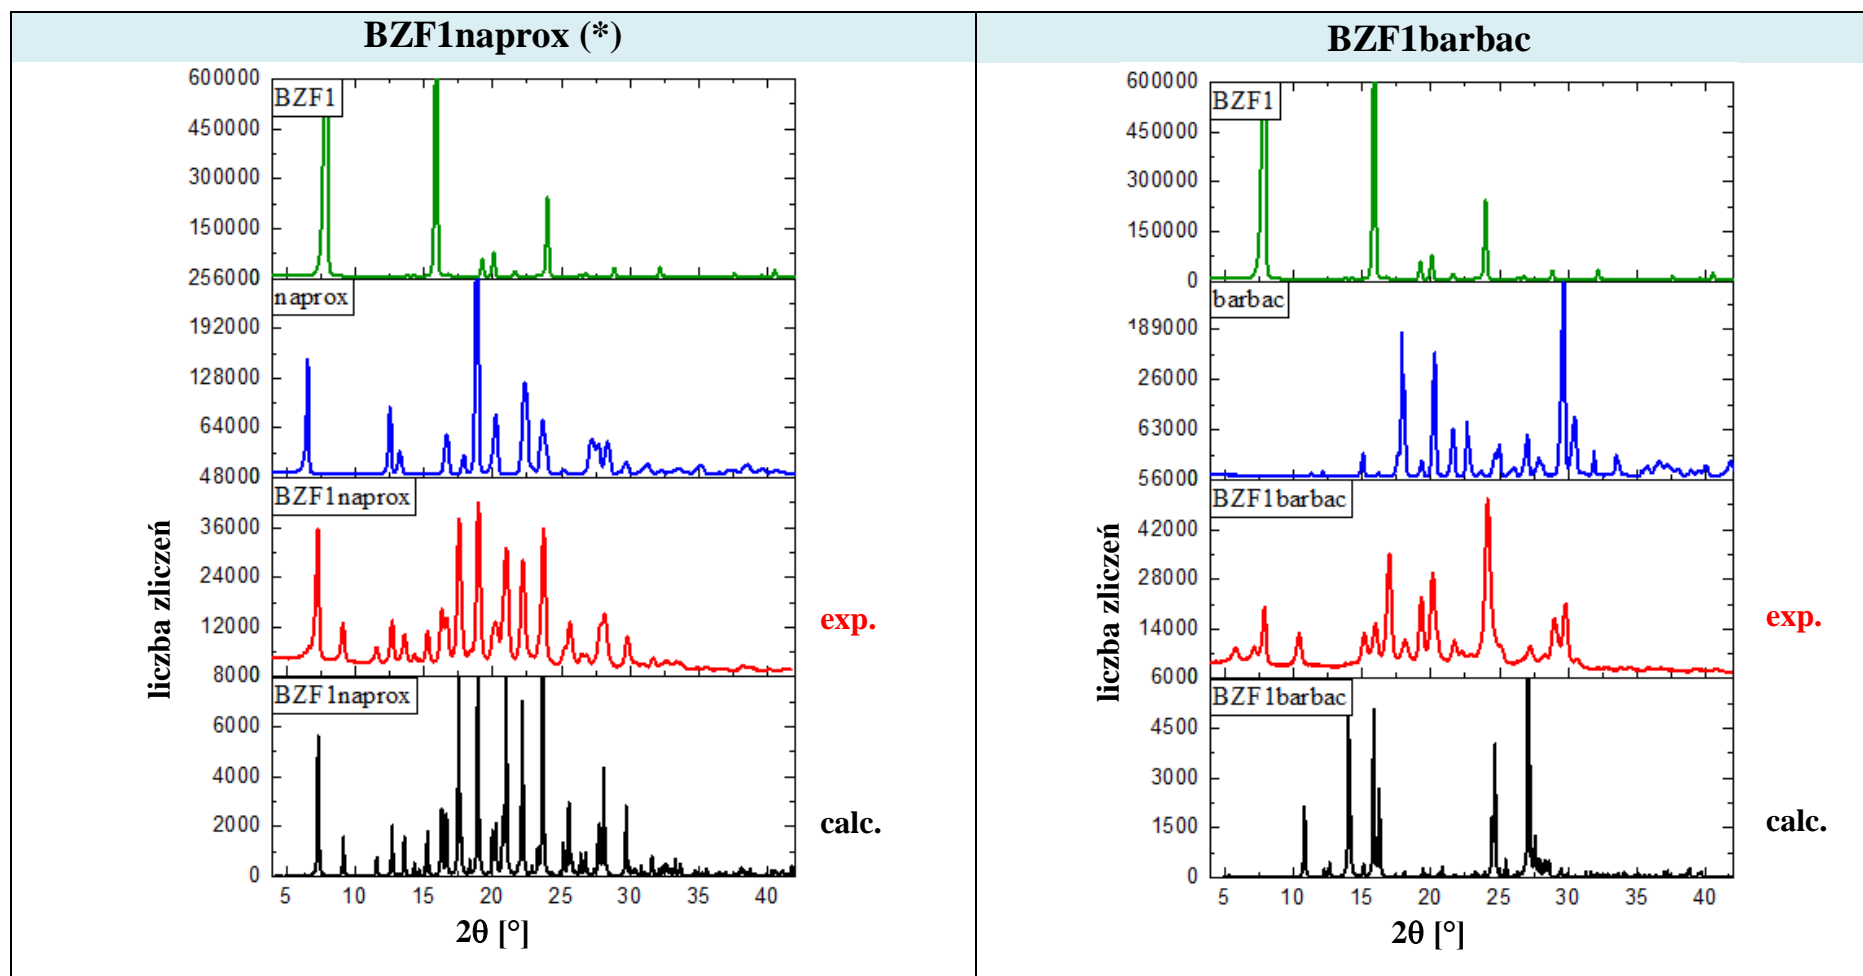 BZF1naprox (*)
600000
BZF1
450000
300000
150000
256000
naprox
192000
128000
64000
48000
BZF1naprox
36000
24000
12000
exp.
8000
BZF1naprox
6000
4000
2000
calc.
0
5 10 15 20 25 30 35 40
2θ [°]
liczba zliczeń
BZF1barbac
600000
BZF1
450000
300000
150000
0
barbac
189000
26000
63000
56000
BZF1barbac
42000
28000
14000
exp.
6000
BZF1barbac
4500
3000
1500
calc.
0
5 10 15 20 25 30 35 40
2θ [°]
liczba zliczeń